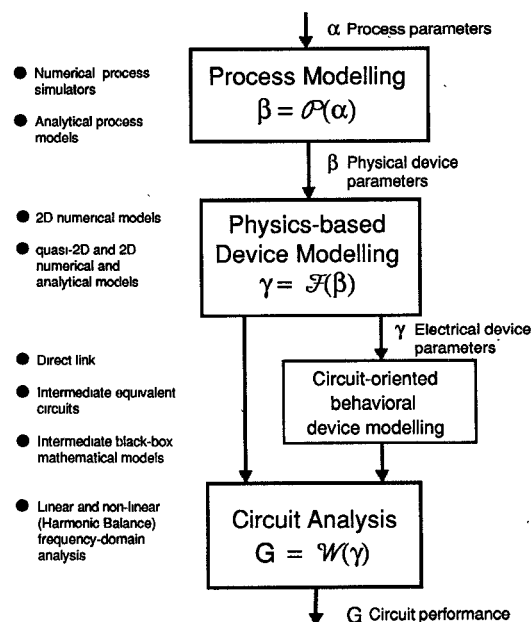 α Process parameters
Process Modelling
β = 𝒫(α)
● Numerical process
simulators
● Analytical process
models
β Physical device
parameters
Physics-based
Device Modelling
γ = ℱ(β)
● 2D numerical models
● quasi-2D and 2D
numerical and
analytical models
γ Electrical device
parameters
● Direct link
● Intermediate equivalent
circuits
● Intermediate black-box
mathematical models
Circuit-oriented
behavioral
device modelling
● Linear and non-linear
(Harmonic Balance)
frequency-domain
analysis
Circuit Analysis
G = 𝒲(γ)
G Circuit performance